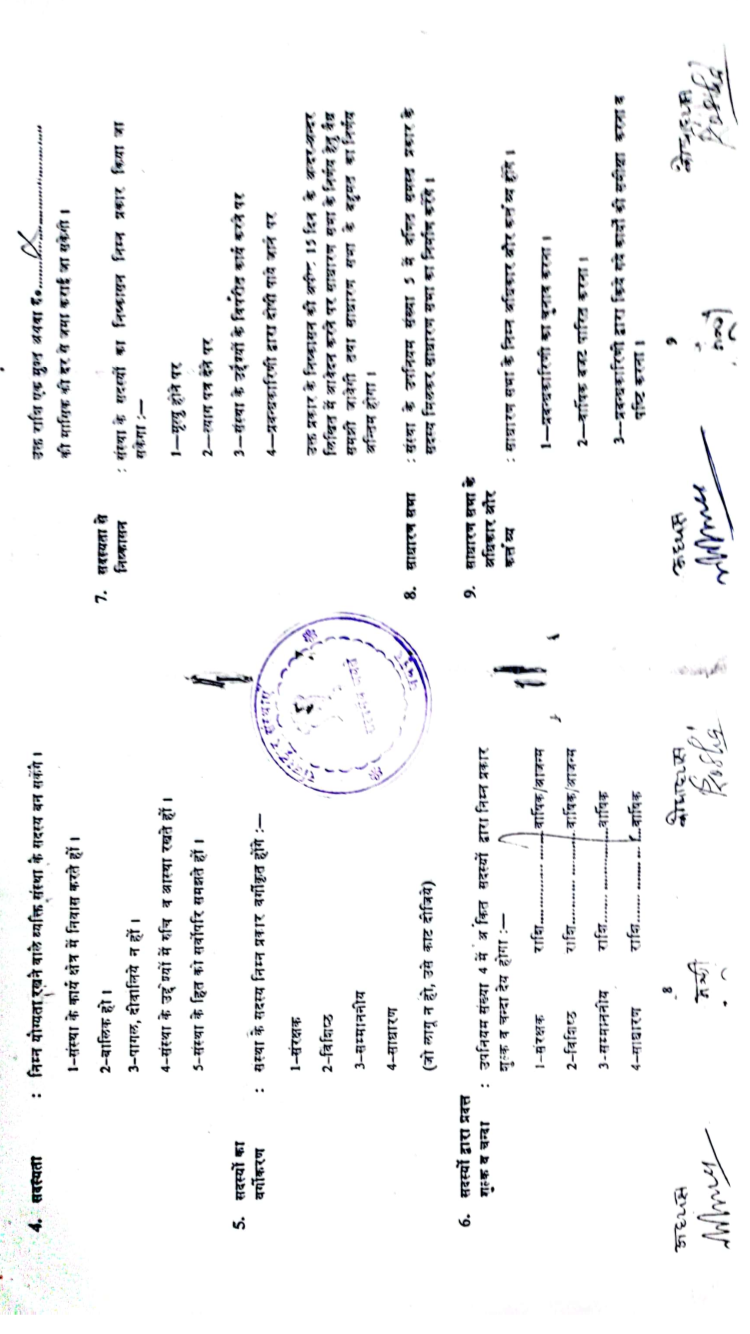 4. सदस्यता : निम्न योग्यता रखने वाले व्यक्ति संस्था के सदस्य बन सकेंगे ।
1-संस्था के कार्य क्षेत्र में निवास करते हों ।
2-बालिक हो ।
3-पागल, दीवालिये न हों ।
4-संस्था के उद्देश्यों में रुचि व आस्था रखते हों ।
5-संस्था के हित को सर्वोपरि समझते हों ।
5. सदस्यों का वर्गीकरण : संस्था के सदस्य निम्न प्रकार वर्गीकृत होंगे :—
1-संरक्षक
2-विशिष्ठ
3-सम्माननीय
4-साधारण
(जो लागू न हो, उसे काट दीजिये)
6. सदस्यों द्वारा प्रदत्त शुल्क व चन्दा : उपनियम संख्या 4 में अंकित सदस्यों द्वारा निम्न प्रकार
शुल्क व चन्दा देय होगा :—
1-संरक्षक राशि..................वार्षिक/आजन्म
2-विशिष्ठ राशि..................वार्षिक/आजन्म
3-सम्माननीय राशि..................वार्षिक
4-साधारण राशि..................वार्षिक
अध्यक्ष मंत्री कोषाध्यक्ष
8
उक्त राशि एक मुश्त अथवा रु०..................
की मासिक की दर से जमा कराई जा सकेगी ।
7. सदस्यता से निष्कासन : संस्था के सदस्यों का निष्कासन निम्न प्रकार किया जा
सकेगा :—
1—मृत्यु होने पर
2—त्याग पत्र देने पर
3—संस्था के उद्देश्यों के विपरीत कार्य करने पर
4—प्रबन्धकारिणी द्वारा दोषी पाये जाने पर
उक्त प्रकार के निष्कासन की अपील 15 दिन के अन्दर-अन्दर
लिखित में आवेदन करने पर साधारण सभा के निर्णय हेतु वैध
समझी जावेगी तथा साधारण सभा के बहुमत का निर्णय
अन्तिम होगा ।
8. साधारण सभा : संस्था के उपनियम संख्या 5 में वर्णित समस्त प्रकार के
सदस्य मिलकर साधारण सभा का निर्माण करेंगे ।
9. साधारण सभा के अधिकार और कर्तव्य : साधारण सभा के निम्न अधिकार और कर्तव्य होंगे ।
1—प्रबन्धकारिणी का चुनाव करना ।
2—वार्षिक बजट पारित करना ।
3—प्रबन्धकारिणी द्वारा किये गये कार्यों की समीक्षा करना व
पुष्टि करना ।
अध्यक्ष मंत्री कोषाध्यक्ष
9